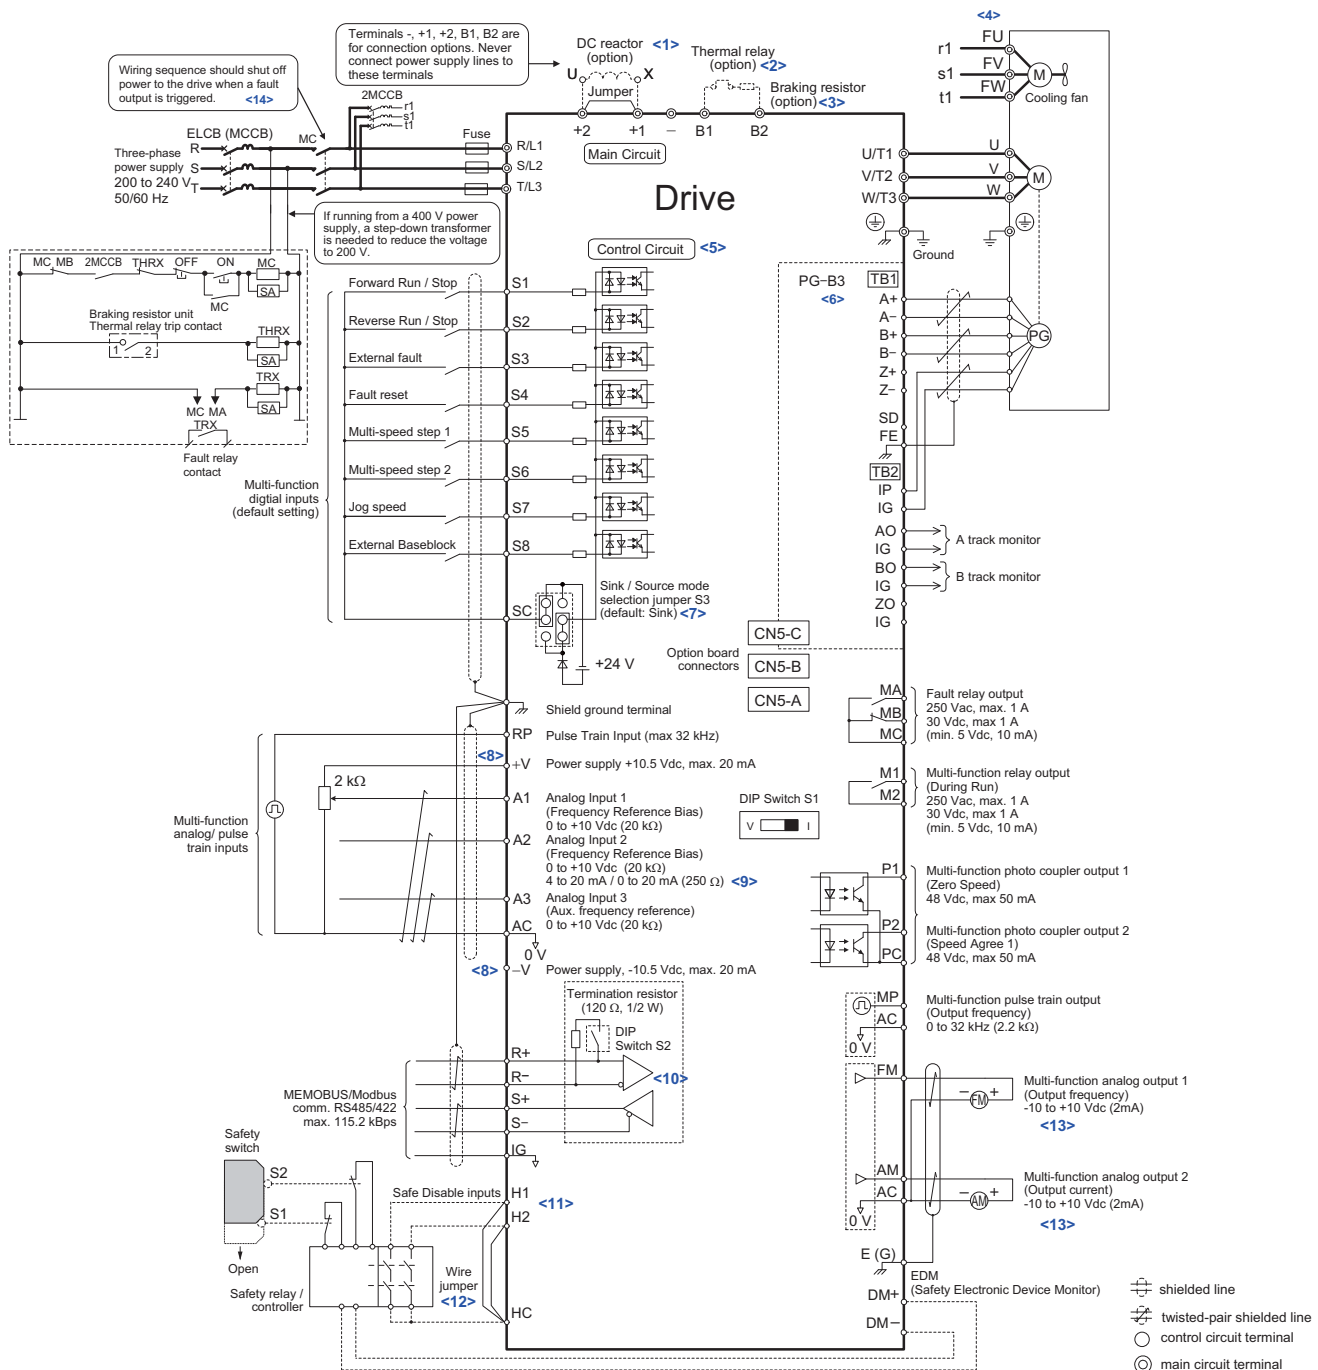 Terminals -, +1, +2, B1, B2 are
for connection options. Never
connect power supply lines to
these terminals
Wiring sequence should shut off
power to the drive when a fault
output is triggered. <14>
DC reactor <1>
(option)
U X
Jumper
Thermal relay
(option) <2>
Braking resistor
(option) <3>
<4>
FU
r1
FV
s1
FW
t1
M
Cooling fan
2MCCB
r1
s1
t1
ELCB (MCCB)
MC
Fuse
+2 +1 − B1 B2
Main Circuit
R
Three-phase
power supply S
200 to 240 V T
50/60 Hz
R/L1
S/L2
T/L3
Drive
U/T1
V/T2
W/T3
U
V
W
M
Ground
If running from a 400 V power
supply, a step-down transformer
is needed to reduce the voltage
to 200 V.
Control Circuit <5>
MC MB 2MCCB THRX OFF ON MC
SA
MC
Braking resistor unit
Thermal relay trip contact
1 2
THRX
SA
TRX
SA
MC MA
TRX
Fault relay
contact
Multi-function
digtial inputs
(default setting)
Forward Run / Stop S1
Reverse Run / Stop S2
External fault S3
Fault reset S4
Multi-speed step 1 S5
Multi-speed step 2 S6
Jog speed S7
External Baseblock S8
SC
Sink / Source mode
selection jumper S3
(default: Sink) <7>
+24 V
PG−B3
<6>
TB1
A+
A−
B+
B−
Z+
Z−
PG
SD
FE
TB2
IP
IG
AO
IG
A track monitor
BO
IG
B track monitor
ZO
IG
Option board
connectors
CN5-C
CN5-B
CN5-A
Shield ground terminal
RP Pulse Train Input (max 32 kHz)
<8>
+V Power supply +10.5 Vdc, max. 20 mA
2 kΩ
A1 Analog Input 1
(Frequency Reference Bias)
0 to +10 Vdc (20 kΩ)
A2 Analog Input 2
(Frequency Reference Bias)
0 to +10 Vdc (20 kΩ)
4 to 20 mA / 0 to 20 mA (250 Ω) <9>
A3 Analog Input 3
(Aux. frequency reference)
0 to +10 Vdc (20 kΩ)
AC
0 V
<8> −V Power supply, -10.5 Vdc, max. 20 mA
Multi-function
analog/ pulse
train inputs
DIP Switch S1
V I
MA
MB
MC
Fault relay output
250 Vac, max. 1 A
30 Vdc, max 1 A
(min. 5 Vdc, 10 mA)
M1
M2
Multi-function relay output
(During Run)
250 Vac, max. 1 A
30 Vdc, max 1 A
(min. 5 Vdc, 10 mA)
P1
Multi-function photo coupler output 1
(Zero Speed)
48 Vdc, max 50 mA
P2
PC
Multi-function photo coupler output 2
(Speed Agree 1)
48 Vdc, max 50 mA
MP
AC
0 V
Multi-function pulse train output
(Output frequency)
0 to 32 kHz (2.2 kΩ)
FM
− FM +
Multi-function analog output 1
(Output frequency)
-10 to +10 Vdc (2mA)
<13>
AM
AC
0 V
− AM +
Multi-function analog output 2
(Output current)
-10 to +10 Vdc (2mA)
<13>
E (G)
Termination resistor
(120 Ω, 1/2 W)
DIP
Switch S2
<10>
R+
R−
S+
S−
IG
MEMOBUS/Modbus
comm. RS485/422
max. 115.2 kBps
Safety
switch
S2
S1
Open
Safety relay /
controller
Safe Disable inputs
H1
<11>
H2
Wire
jumper
<12>
HC
EDM
(Safety Electronic Device Monitor)
DM+
DM−
shielded line
twisted-pair shielded line
control circuit terminal
main circuit terminal